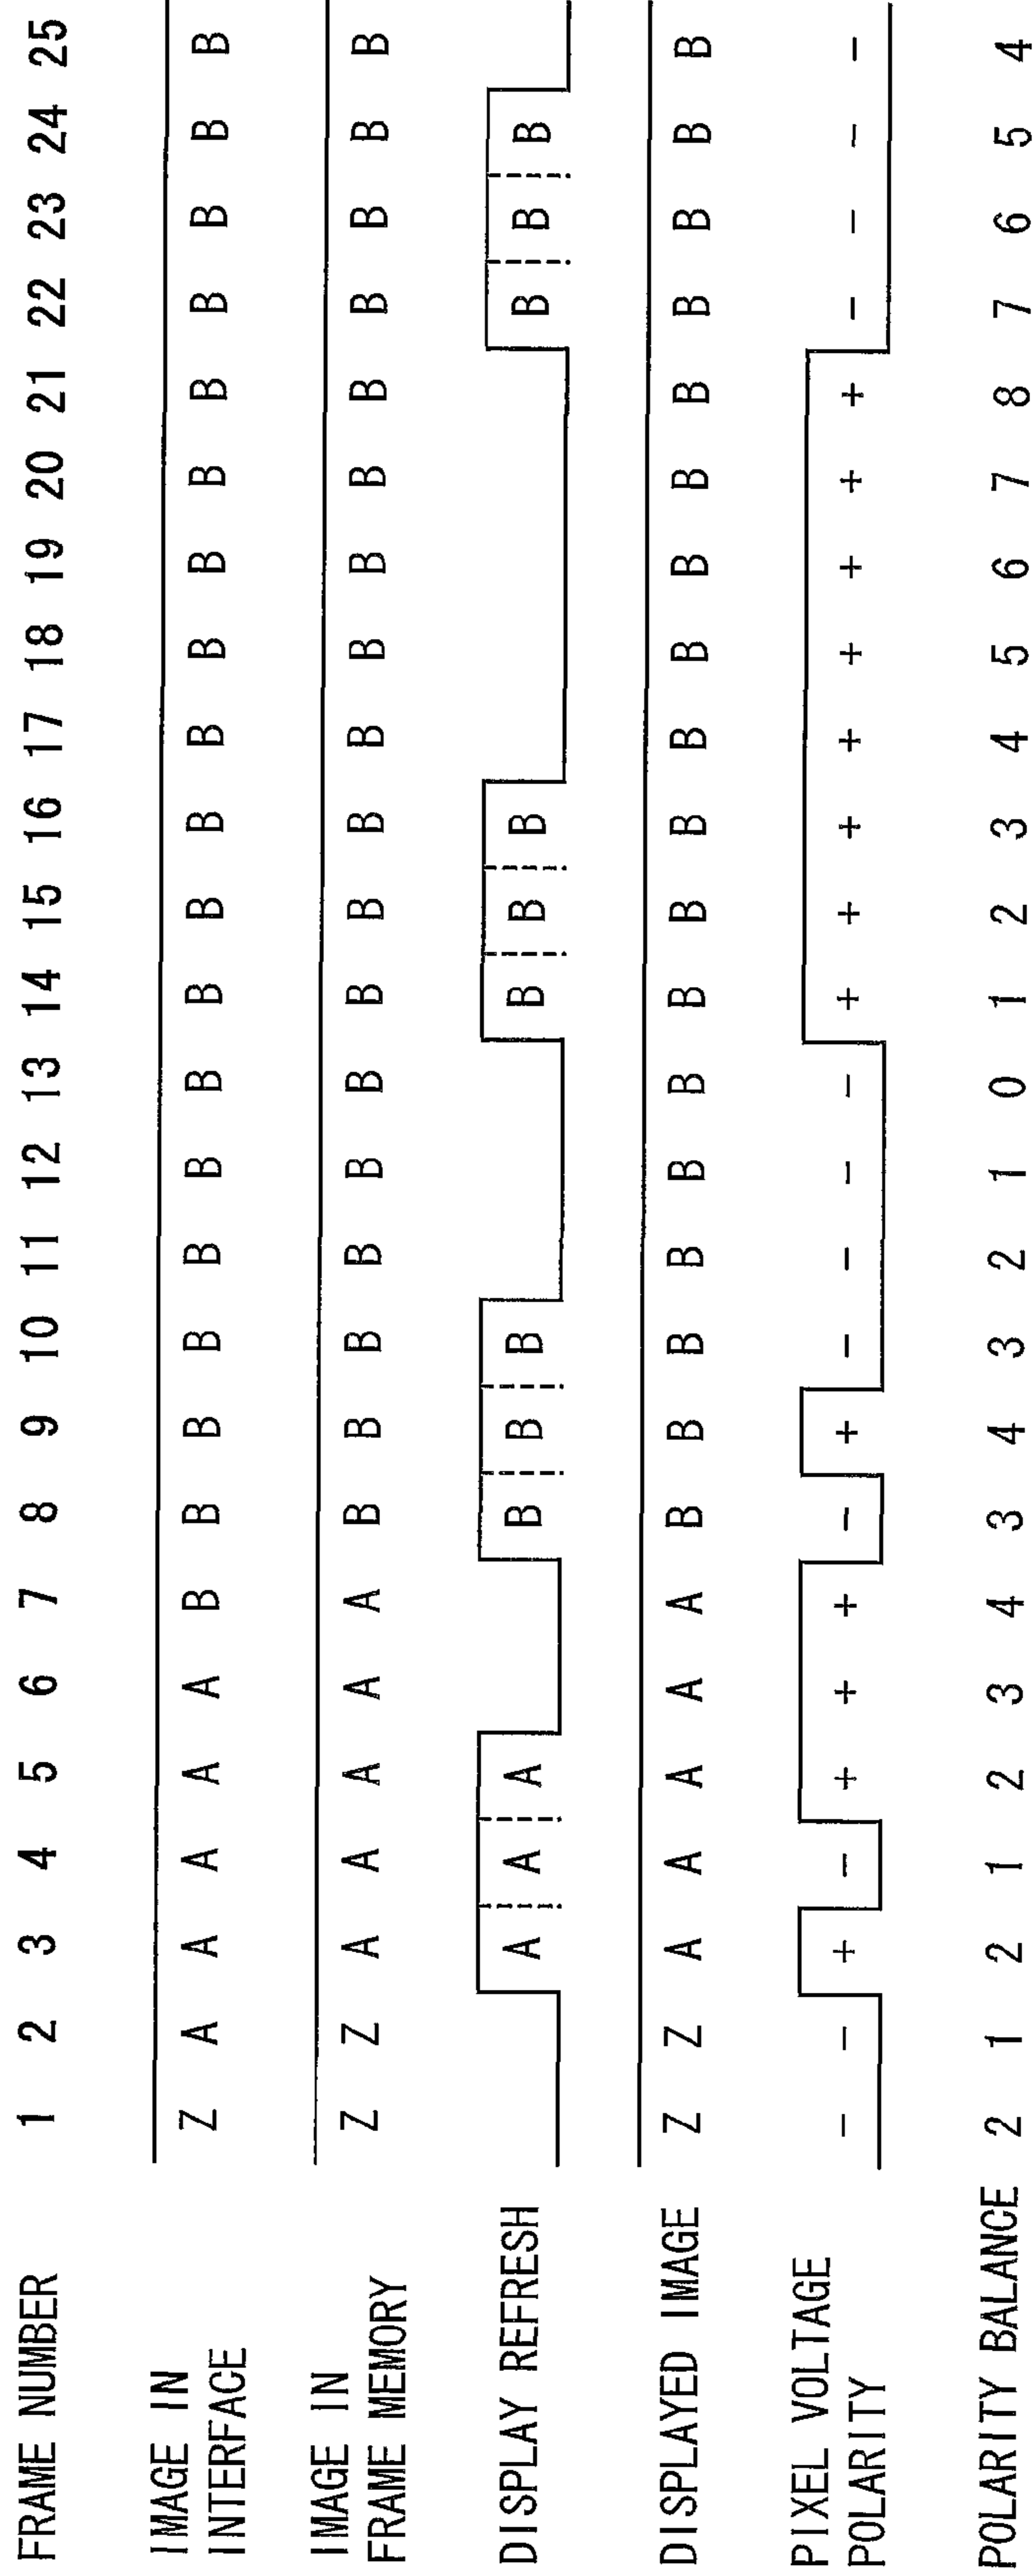 FRAME NUMBER 1 2 3 4 5 6 7 8 9 10 11 12 13 14 15 16 17 18 19 20 21 22 23 24 25
IMAGE IN
INTERFACE Z A A A A A B B B B B B B B B B B B B B B B B B B
IMAGE IN
FRAME MEMORY Z Z A A A A A B B B B B B B B B B B B B B B B B B
DISPLAY REFRESH A A A B B B B B B B B B
DISPLAYED IMAGE Z Z A A A A A B B B B B B B B B B B B B B B B B B
PIXEL VOLTAGE
POLARITY − − + − + + + − + − − − − + + + + + + + + − − − −
POLARITY BALANCE 2 1 2 1 2 3 4 3 4 3 2 1 0 1 2 3 4 5 6 7 8 7 6 5 4